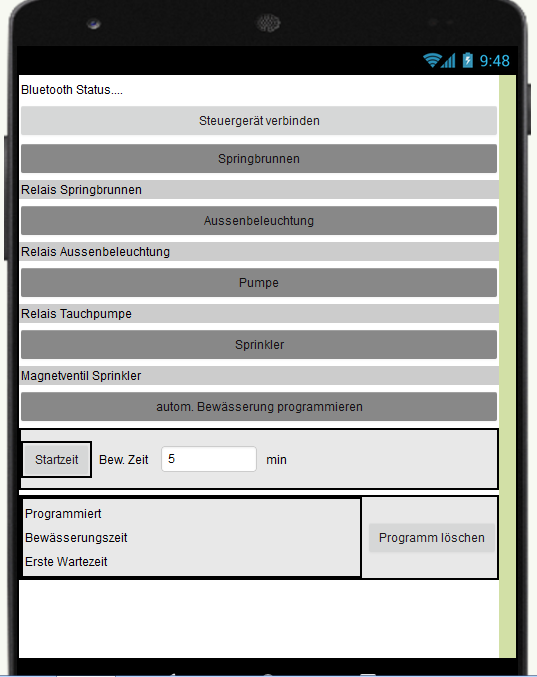 9:48
Bluetooth Status....
Steuergerät verbinden
Springbrunnen
Relais Springbrunnen
Aussenbeleuchtung
Relais Aussenbeleuchtung
Pumpe
Relais Tauchpumpe
Sprinkler
Magnetventil Sprinkler
autom. Bewässerung programmieren
Startzeit Bew. Zeit 5 min
Programmiert
Bewässerungszeit
Erste Wartezeit
Programm löschen